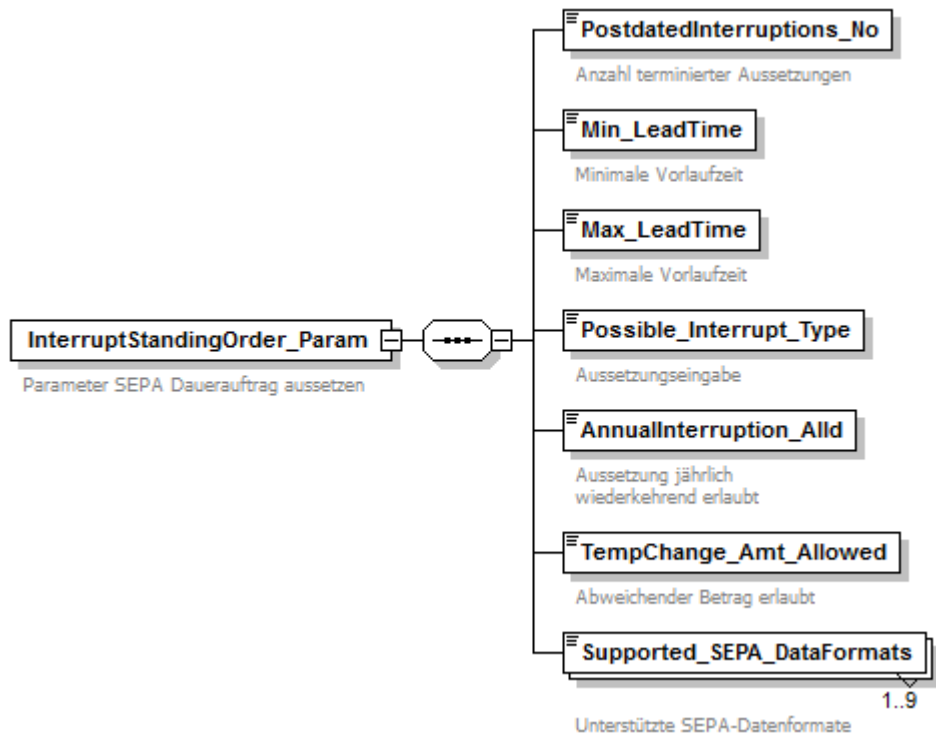 PostdatedInterruptions_No
Anzahl terminierter Aussetzungen
Min_LeadTime
Minimale Vorlaufzeit
Max_LeadTime
Maximale Vorlaufzeit
InterruptStandingOrder_Param
Parameter SEPA Dauerauftrag aussetzen
Possible_Interrupt_Type
Aussetzungseingabe
AnnualInterruption_Alld
Aussetzung jährlich
wiederkehrend erlaubt
TempChange_Amt_Allowed
Abweichender Betrag erlaubt
Supported_SEPA_DataFormats
1..9
Unterstützte SEPA-Datenformate